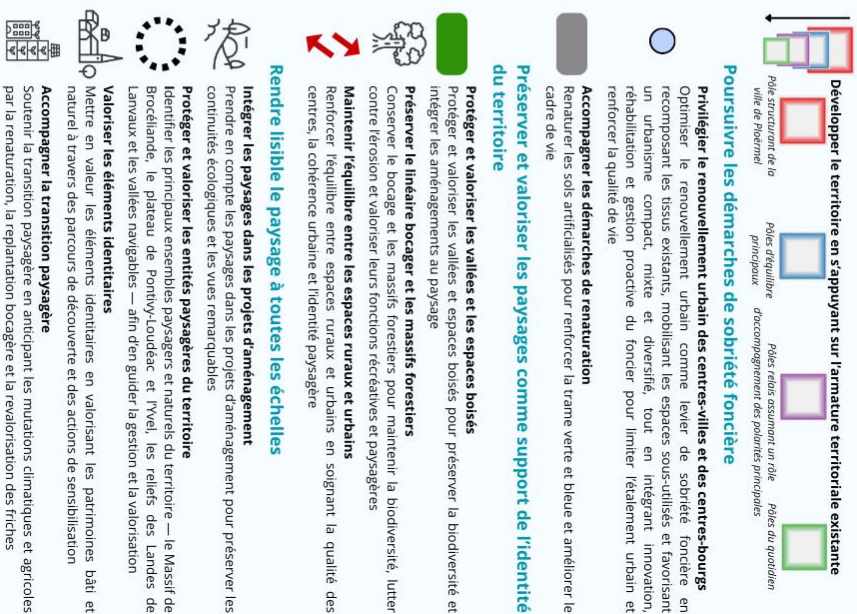 Développer le territoire en s'appuyant sur l'armature territoriale existante
Pôle structurant de la
ville de Ploërmel
Pôles d'équilibre
principaux
Pôles relais assumant un rôle
d'accompagnement des polarités principales
Pôles du quotidien
Poursuivre les démarches de sobriété foncière
Privilégier le renouvellement urbain des centres-villes et des centres-bourgs
Optimiser le renouvellement urbain comme levier de sobriété foncière en
recomposant les tissus existants, mobilisant les espaces sous-utilisés et favorisant
un urbanisme compact, mixte et diversifié, tout en intégrant innovation,
réhabilitation et gestion proactive du foncier pour limiter l'étalement urbain et
renforcer la qualité de vie
Accompagner les démarches de renaturation
Renaturer les sols artificialisés pour renforcer la trame verte et bleue et améliorer le
cadre de vie
Préserver et valoriser les paysages comme support de l'identité
du territoire
Protéger et valoriser les vallées et les espaces boisés
Protéger et valoriser les vallées et espaces boisés pour préserver la biodiversité et
intégrer les aménagements au paysage
Préserver le linéaire bocager et les massifs forestiers
Conserver le bocage et les massifs forestiers pour maintenir la biodiversité, lutter
contre l'érosion et valoriser leurs fonctions récréatives et paysagères
Maintenir l'équilibre entre les espaces ruraux et urbains
Renforcer l'équilibre entre espaces ruraux et urbains en soignant la qualité des
centres, la cohérence urbaine et l'identité paysagère
Rendre lisible le paysage à toutes les échelles
Intégrer les paysages dans les projets d'aménagement
Prendre en compte les paysages dans les projets d'aménagement pour préserver les
continuités écologiques et les vues remarquables
Protéger et valoriser les entités paysagères du territoire
Identifier les principaux ensembles paysagers et naturels du territoire — le Massif de
Brocéliande, le plateau de Pontivy-Loudéac et l'Yvel, les reliefs des Landes de
Lanvaux et les vallées navigables — afin d'en guider la gestion et la valorisation
Valoriser les éléments identitaires
Mettre en valeur les éléments identitaires en valorisant les patrimoines bâti et
naturel à travers des parcours de découverte et des actions de sensibilisation
Accompagner la transition paysagère
Soutenir la transition paysagère en anticipant les mutations climatiques et agricoles
par la renaturation, la replantation bocagère et la revalorisation des friches